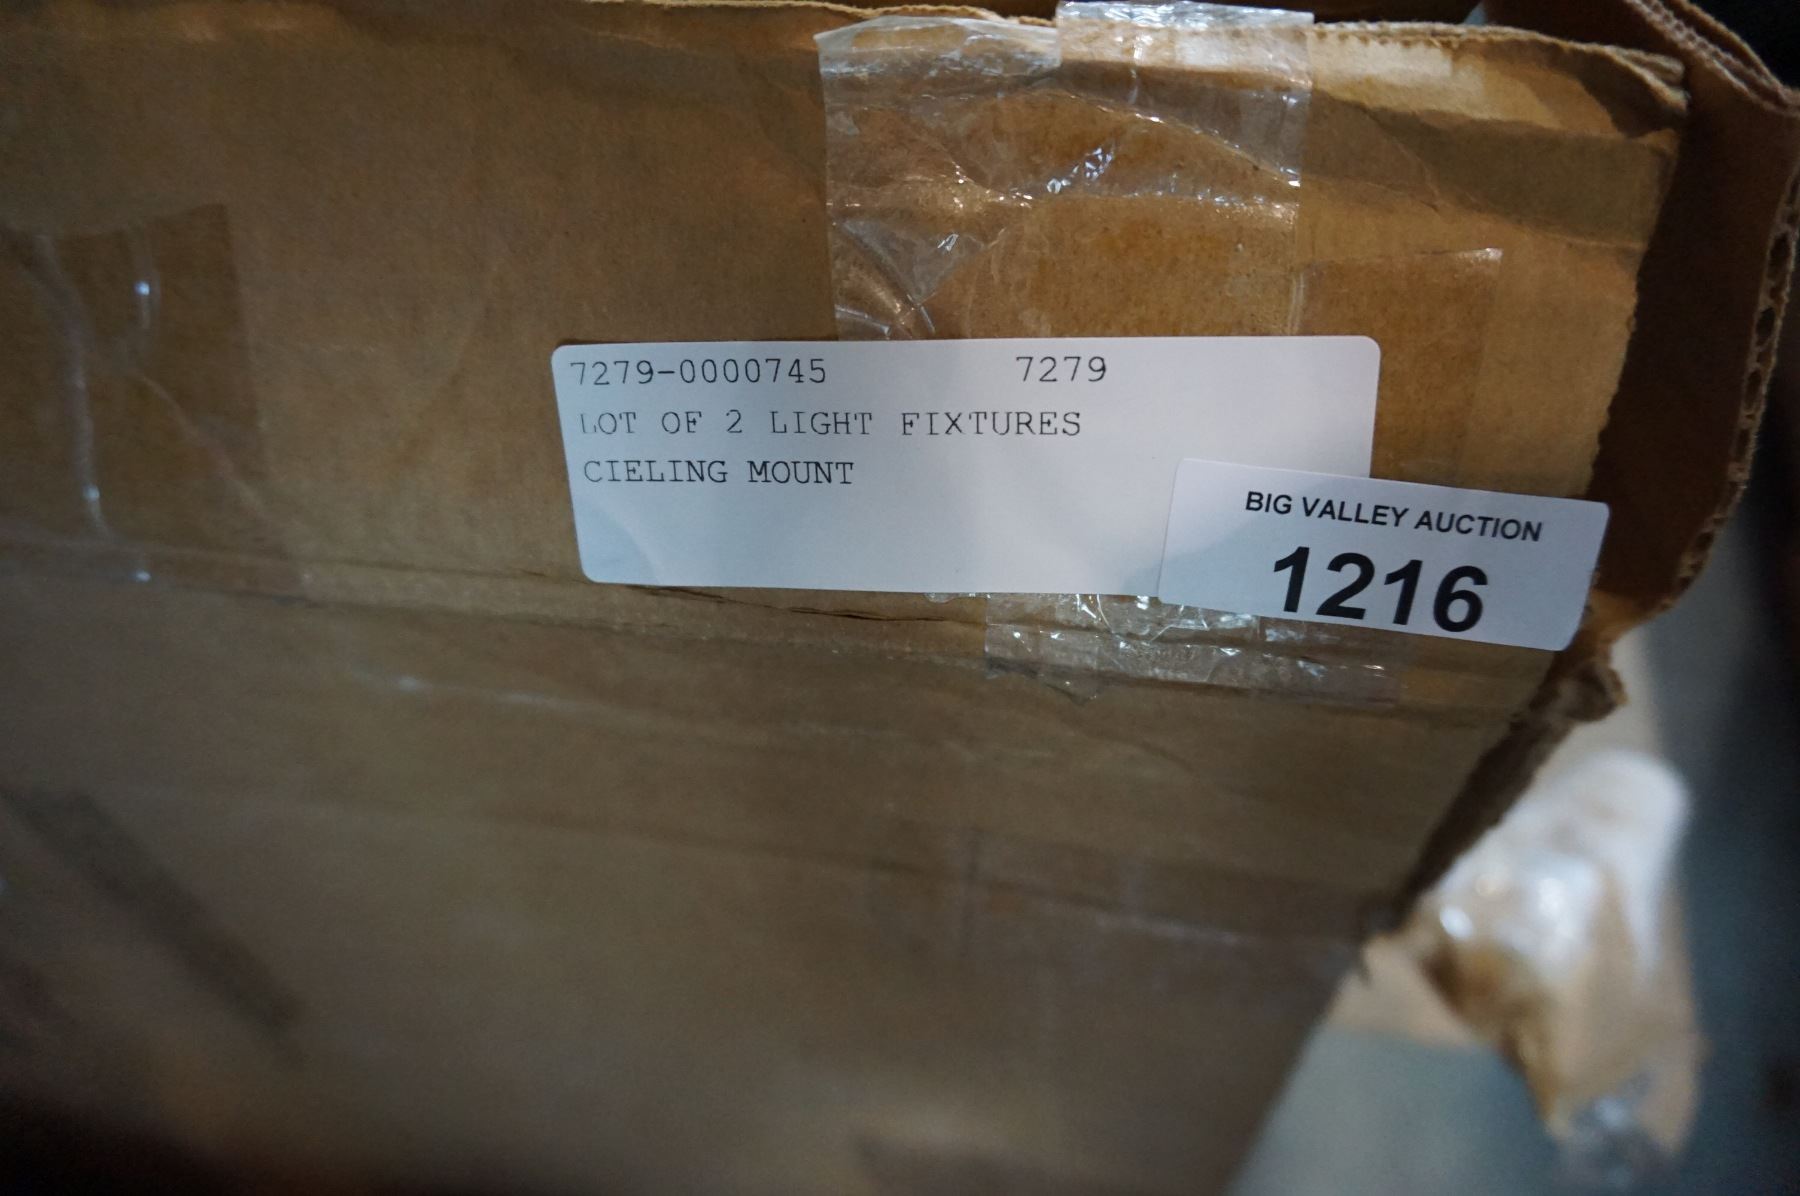 7279-0000745 7279
LOT OF 2 LIGHT FIXTURES
CIELING MOUNT
BIG VALLEY AUCTION
1216